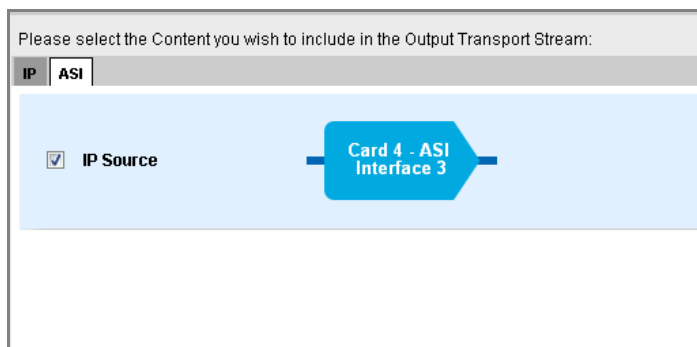 Please select the Content you wish to include in the Output Transport Stream:
IP ASI
IP Source
Card 4 - ASI
Interface 3